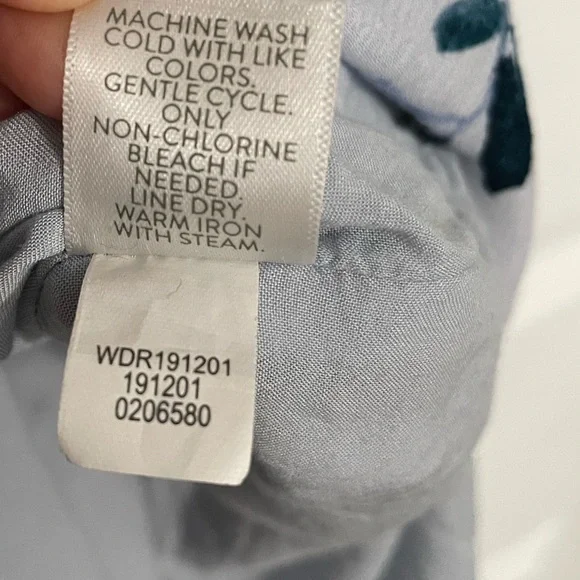 MACHINE WASH
COLD WITH LIKE
COLORS.
GENTLE CYCLE.
ONLY
NON-CHLORINE
BLEACH IF
NEEDED.
LINE DRY.
WARM IRON
WITH STEAM.
WDR191201
191201
0206580